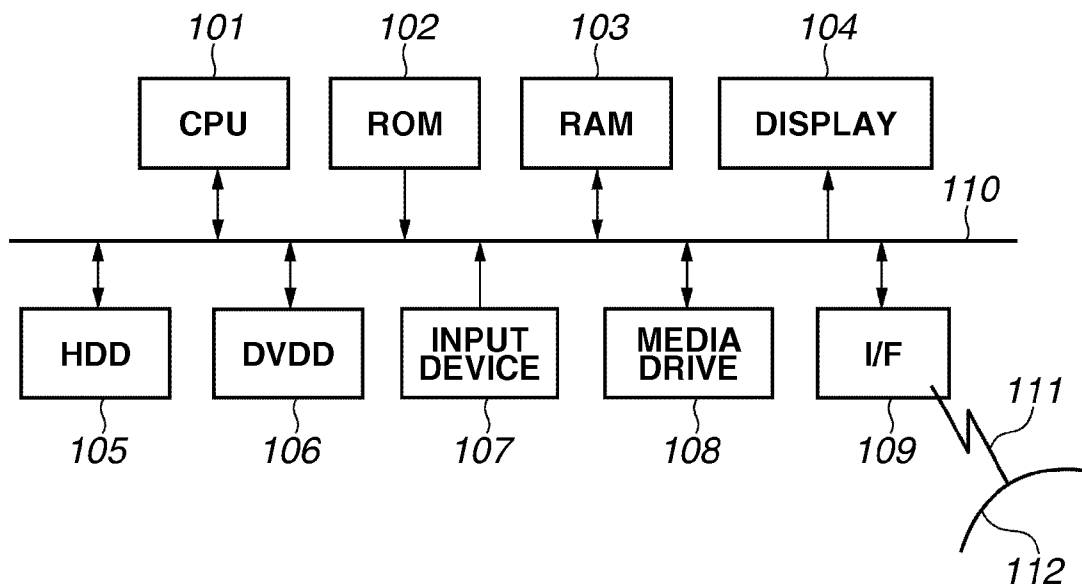 101
102
103
104
CPU
ROM
RAM
DISPLAY
110
HDD
DVDD
INPUT
DEVICE
MEDIA
DRIVE
I/F
105
106
107
108
109
111
112